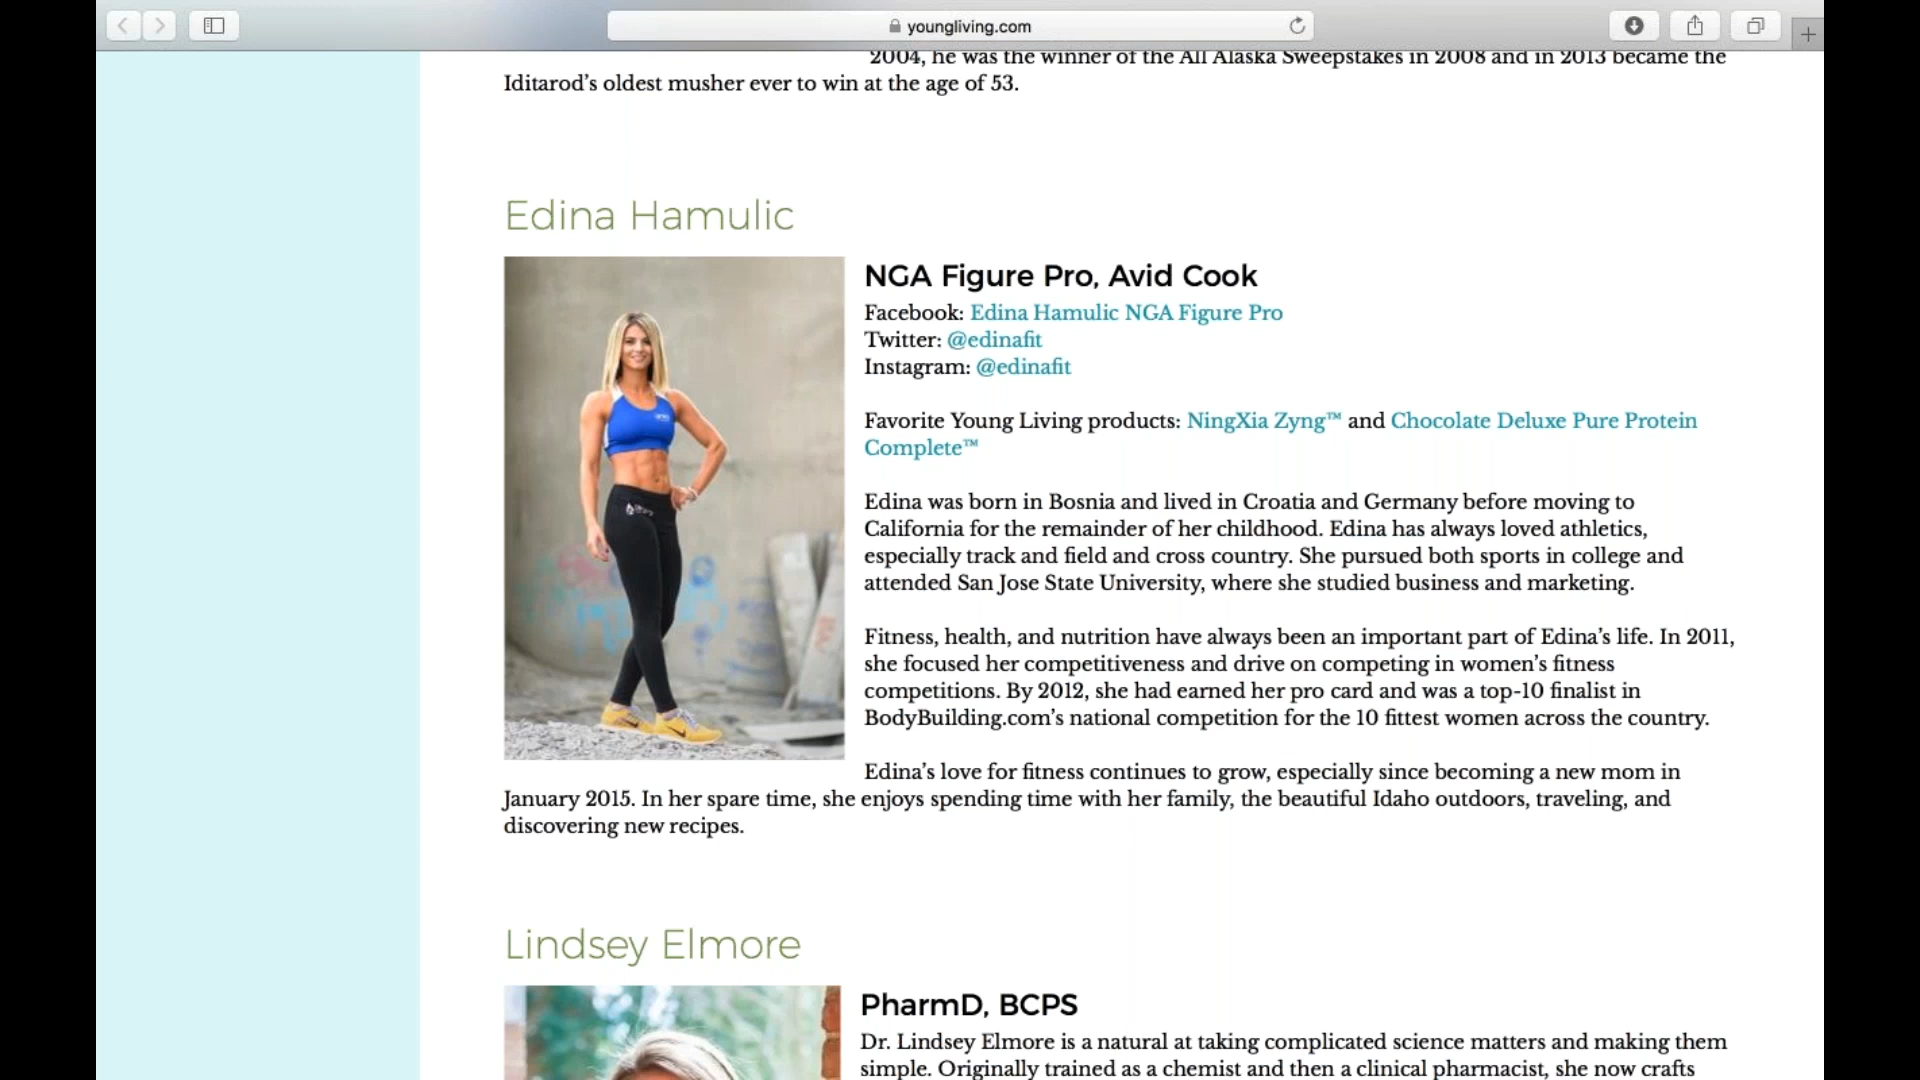 youngliving.com
2004, he was the winner of the All Alaska Sweepstakes in 2008 and in 2013 became the
Iditarod’s oldest musher ever to win at the age of 53.
Edina Hamulic
NGA Figure Pro, Avid Cook
Facebook: Edina Hamulic NGA Figure Pro
Twitter: @edinafit
Instagram: @edinafit
Favorite Young Living products: NingXia Zyng™ and Chocolate Deluxe Pure Protein
Complete™
Edina was born in Bosnia and lived in Croatia and Germany before moving to
California for the remainder of her childhood. Edina has always loved athletics,
especially track and field and cross country. She pursued both sports in college and
attended San Jose State University, where she studied business and marketing.
Fitness, health, and nutrition have always been an important part of Edina’s life. In 2011,
she focused her competitiveness and drive on competing in women’s fitness
competitions. By 2012, she had earned her pro card and was a top-10 finalist in
BodyBuilding.com’s national competition for the 10 fittest women across the country.
Edina’s love for fitness continues to grow, especially since becoming a new mom in
January 2015. In her spare time, she enjoys spending time with her family, the beautiful Idaho outdoors, traveling, and
discovering new recipes.
Lindsey Elmore
PharmD, BCPS
Dr. Lindsey Elmore is a natural at taking complicated science matters and making them
simple. Originally trained as a chemist and then a clinical pharmacist, she now crafts